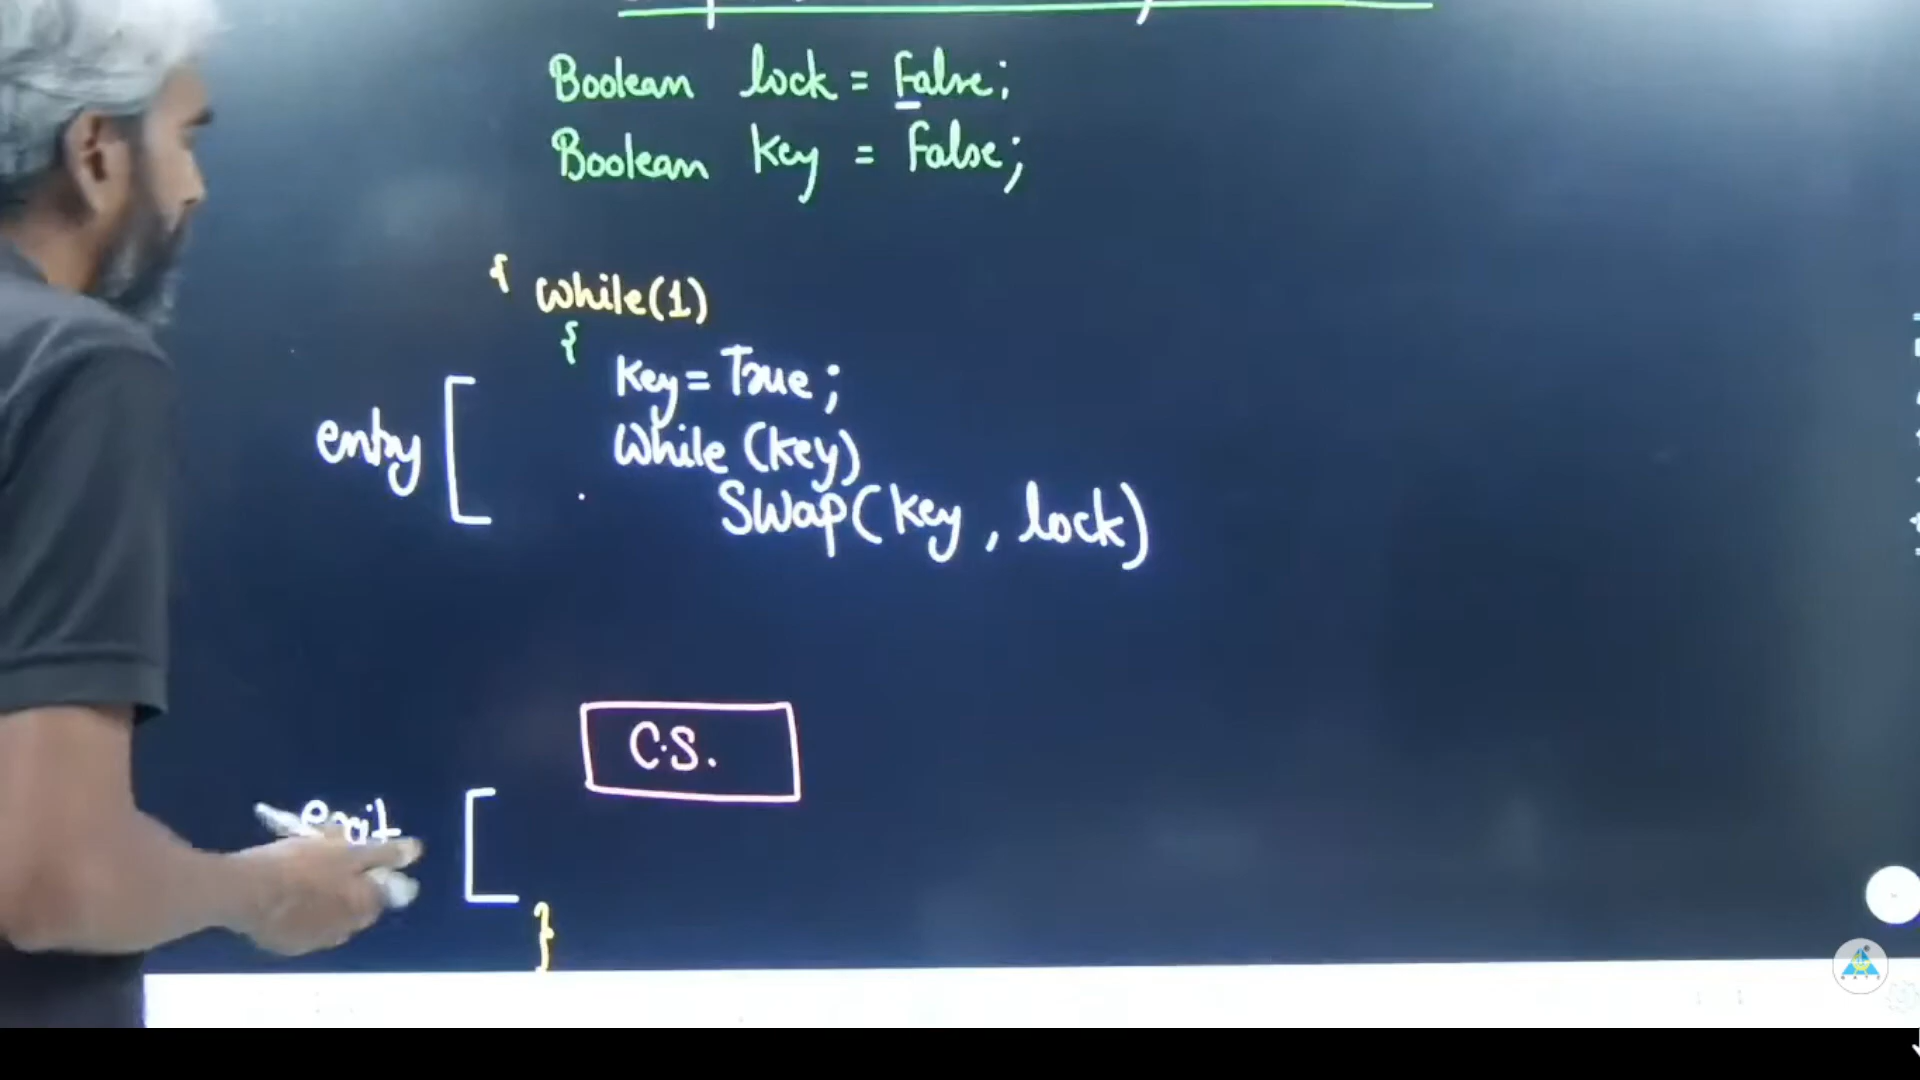 Boolean lock = False;
Boolean key = False;
{ while(1)
{
key = True;
entry [
while (key)
swap(key, lock)
C.S.
exit [
}